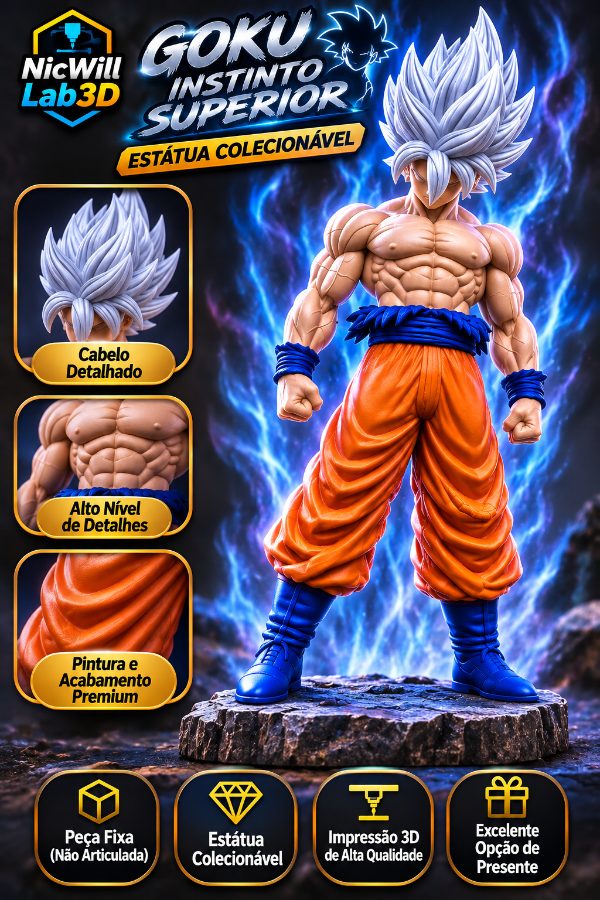 NicWill
Lab3D
GOKU
INSTINTO
SUPERIOR
ESTÁTUA COLECIONÁVEL
Cabelo
Detalhado
Alto Nível
de Detalhes
Pintura e
Acabamento
Premium
Peça Fixa
(Não Articulada)
Estátua
Colecionável
Impressão 3D
de Alta Qualidade
Excelente
Opção de
Presente